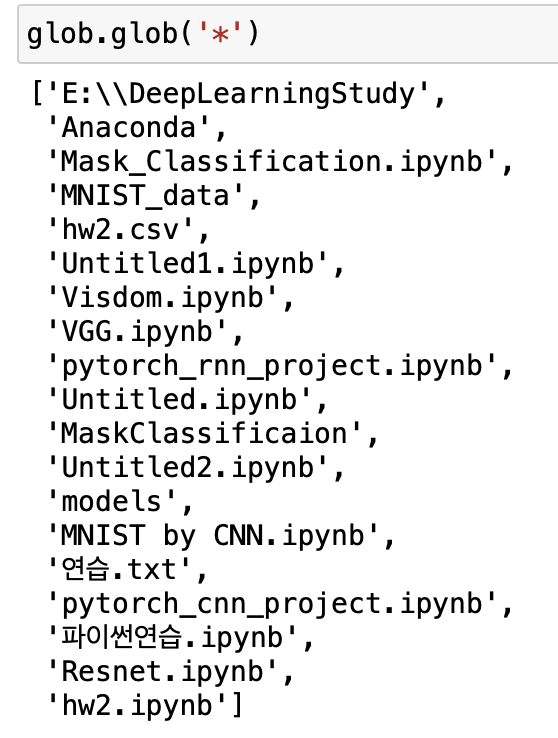 glob.glob('*')
['E:\\DeepLearningStudy',
'Anaconda',
'Mask_Classification.ipynb',
'MNIST_data',
'hw2.csv',
'Untitled1.ipynb',
'Visdom.ipynb',
'VGG.ipynb',
'pytorch_rnn_project.ipynb',
'Untitled.ipynb',
'MaskClassificaion',
'Untitled2.ipynb',
'models',
'MNIST by CNN.ipynb',
'연습.txt',
'pytorch_cnn_project.ipynb',
'파이썬연습.ipynb',
'Resnet.ipynb',
'hw2.ipynb']